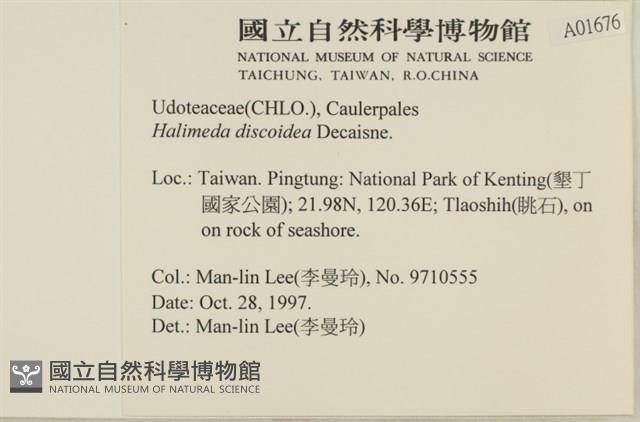 國立自然科學博物館
A01676
NATIONAL MUSEUM OF NATURAL SCIENCE
TAICHUNG, TAIWAN, R.O.CHINA
Udoteaceae(CHLO.), Caulerpales
Halimeda discoidea Decaisne.
Loc.: Taiwan. Pingtung: National Park of Kenting(墾丁
國家公園); 21.98N, 120.36E; Tlaoshih(眺石), on
on rock of seashore.
Col.: Man-lin Lee(李曼玲), No. 9710555
Date: Oct. 28, 1997.
Det.: Man-lin Lee(李曼玲)
國立自然科學博物館
NATIONAL MUSEUM OF NATURAL SCIENCE